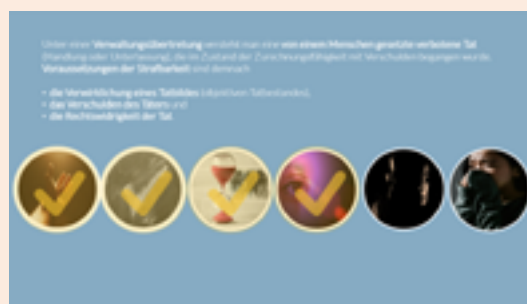 Unter einer Verwaltungsübertretung versteht man eine von einem Menschen gesetzte verbotene Tat
(Handlung oder Unterlassung), die im Zustand der Zurechnungsfähigkeit mit Verschulden begangen wurde.
Voraussetzungen der Strafbarkeit sind demnach
• die Verwirklichung eines Tatbildes (objektiven Tatbestandes),
• das Verschulden des Täters und
• die Rechtswidrigkeit der Tat